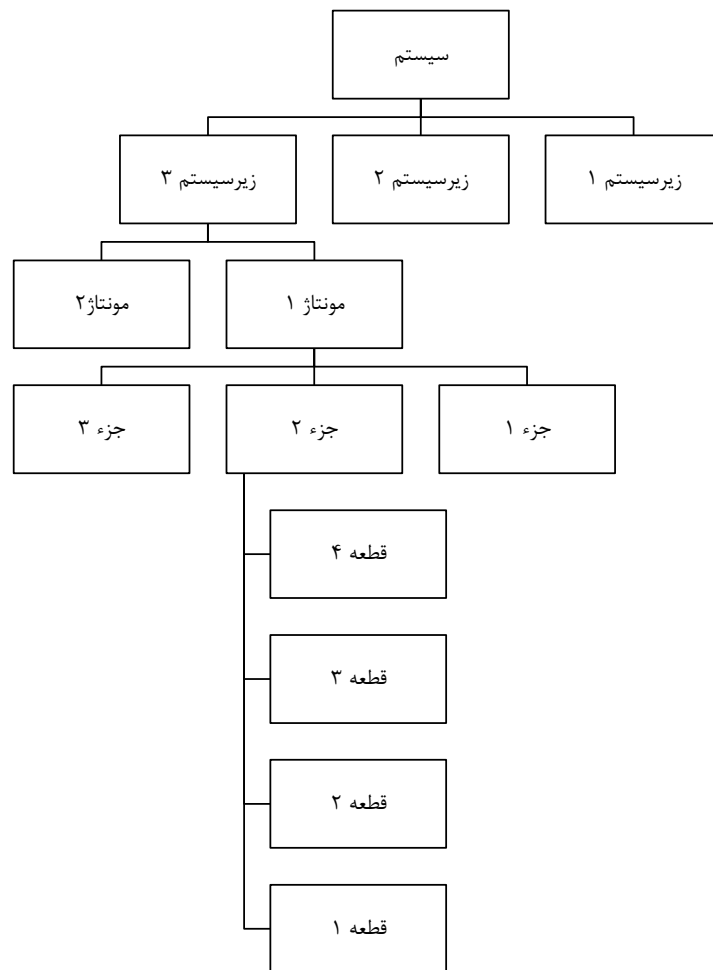 سیستم
زیرسیستم ۱
زیرسیستم ۲
زیرسیستم ۳
مونتاژ ۱
مونتاژ۲
جزء ۱
جزء ۲
جزء ۳
قطعه ۴
قطعه ۳
قطعه ۲
قطعه ۱